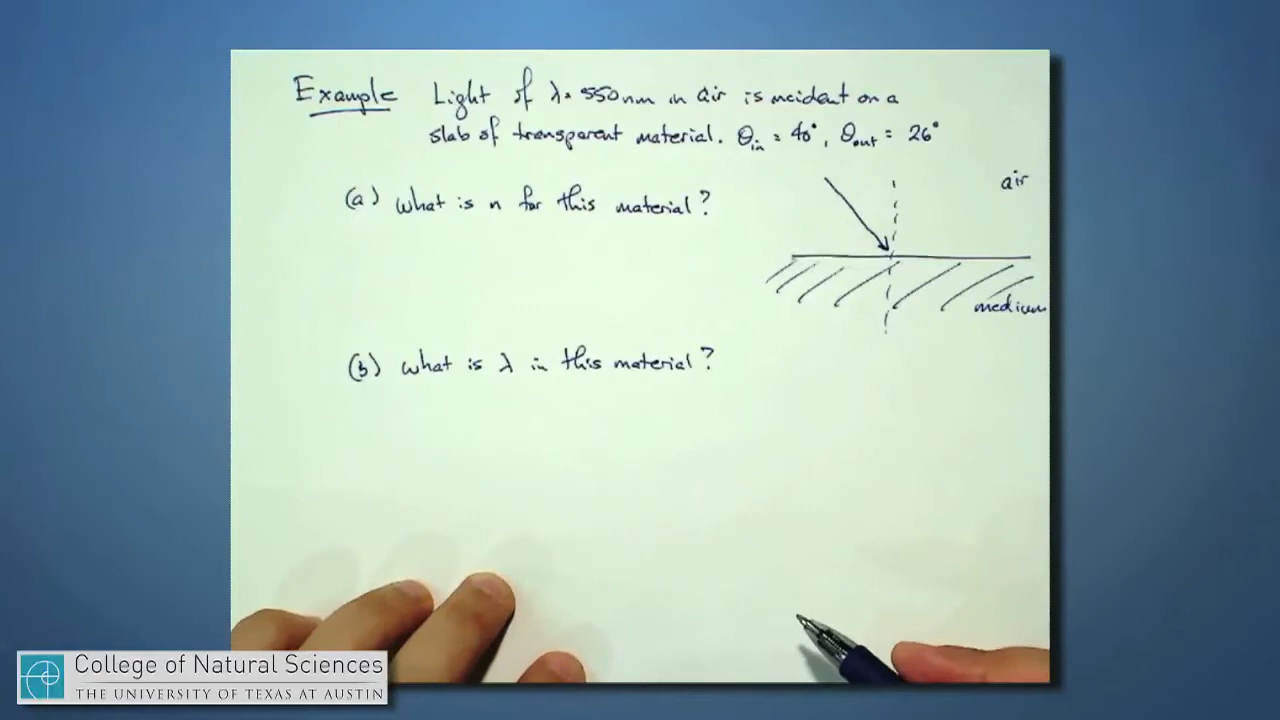 Example Light of λ = 550 nm in air is incident on a
slab of transparent material. θin = 40°, θout = 26°
air
(a) What is n for this material?
medium
(b) What is λ in this material?
College of Natural Sciences
THE UNIVERSITY OF TEXAS AT AUSTIN